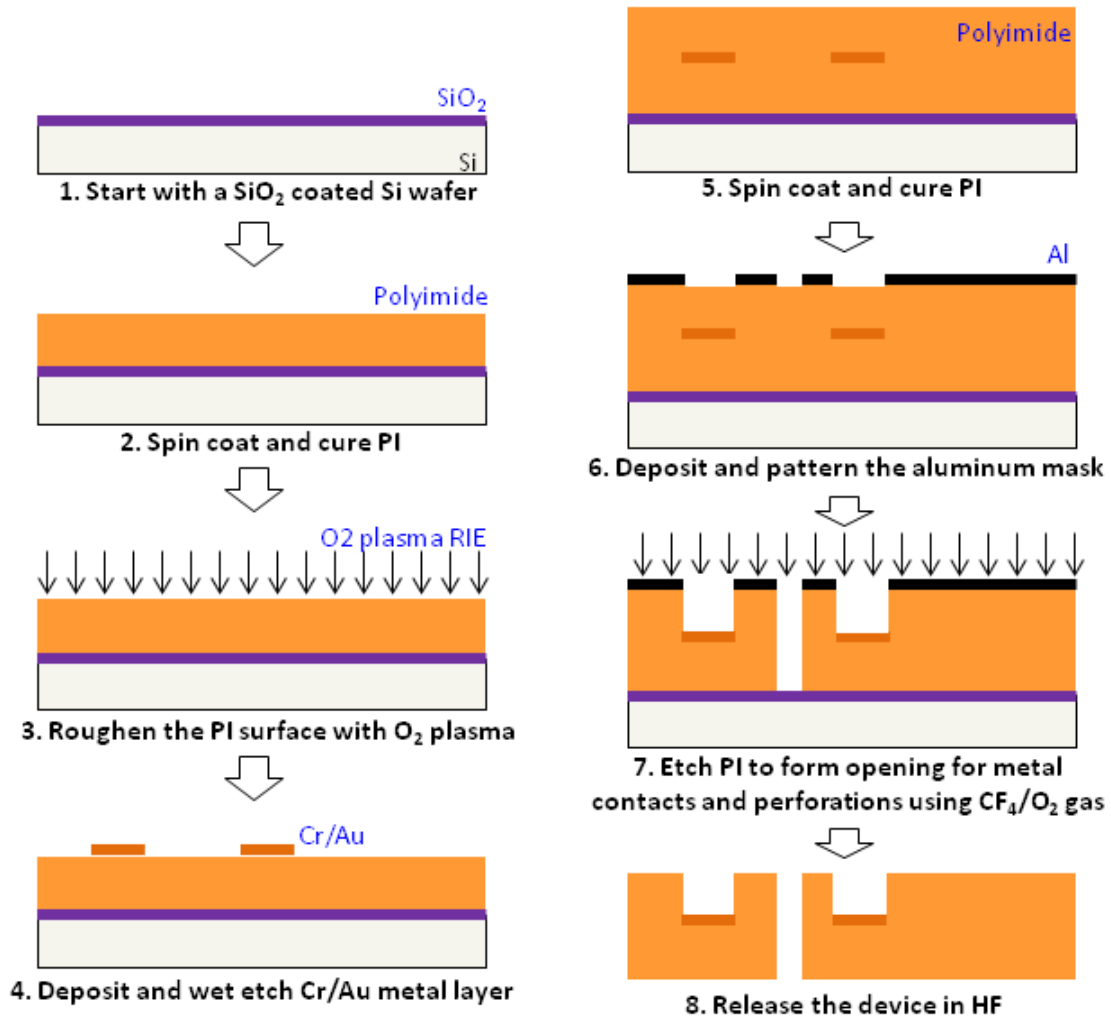 SiO₂
Si
1. Start with a SiO₂ coated Si wafer
Polyimide
2. Spin coat and cure PI
O2 plasma RIE
3. Roughen the PI surface with O₂ plasma
Cr/Au
4. Deposit and wet etch Cr/Au metal layer
Polyimide
5. Spin coat and cure PI
Al
6. Deposit and pattern the aluminum mask
7. Etch PI to form opening for metal
contacts and perforations using CF₄/O₂ gas
8. Release the device in HF